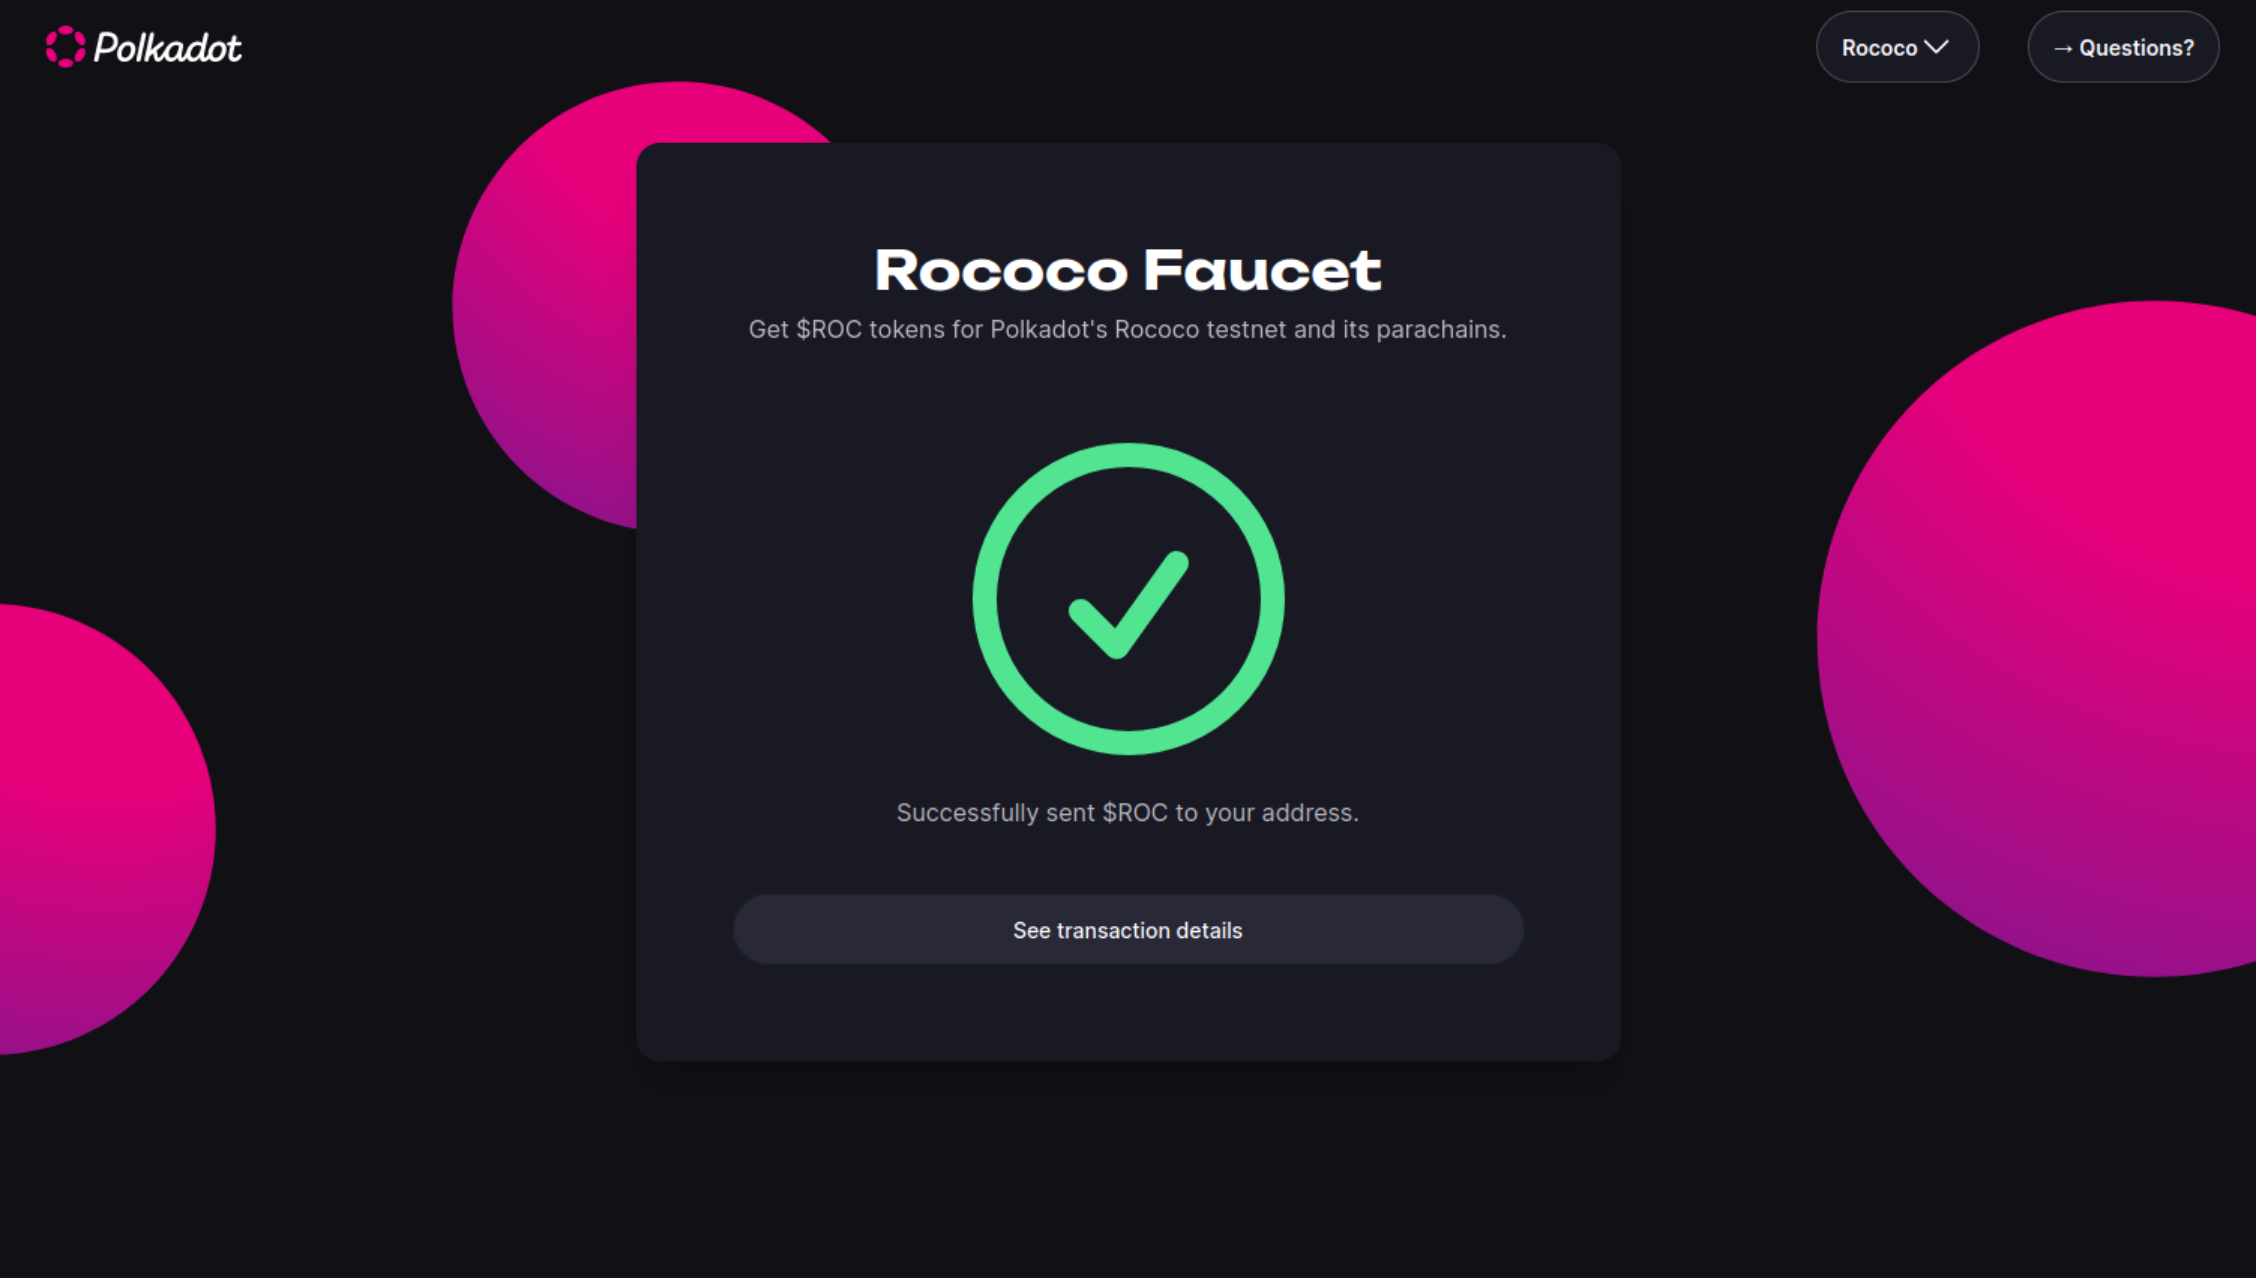 Polkadot
Rococo
→ Questions?
Rococo Faucet
Get $ROC tokens for Polkadot's Rococo testnet and its parachains.
Successfully sent $ROC to your address.
See transaction details